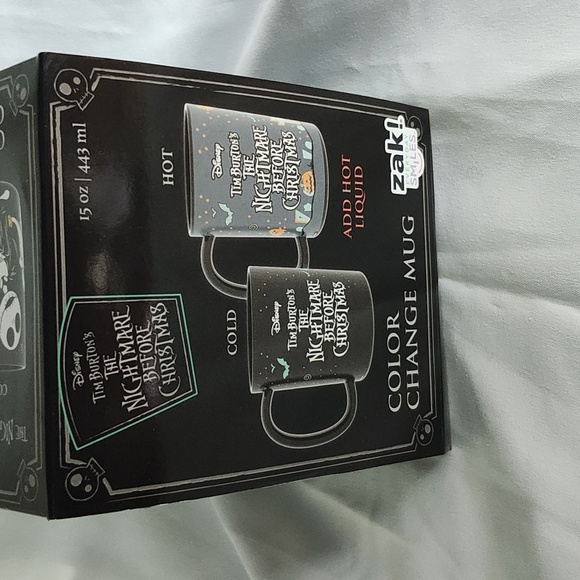 Disney
TIM BURTON'S
THE
NIGHTMARE
BEFORE
CHRISTMAS
15 oz | 443 ml
COLD
HOT
Disney
TIM BURTON'S
THE
NIGHTMARE
BEFORE
CHRISTMAS
Disney
TIM BURTON'S
THE
NIGHTMARE
BEFORE
CHRISTMAS
ADD HOT
LIQUID
COLOR
CHANGE MUG
zak!
SMILES
THE